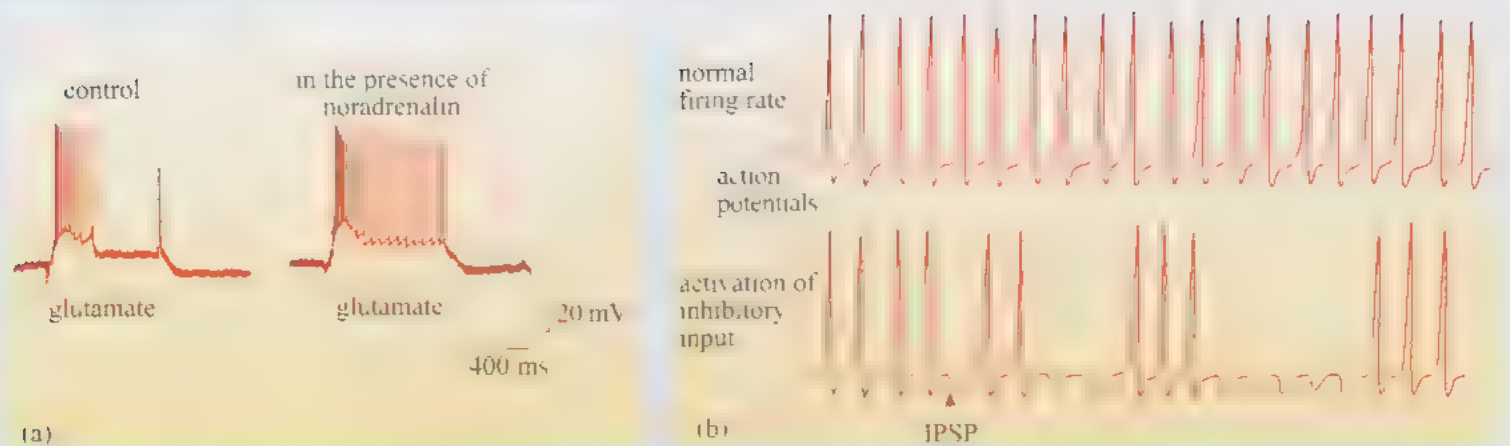 control
in the presence of
noradrenalin
glutamate
glutamate
20 mV
400 ms
(a)
normal
firing rate
action
potentials
activation of
inhibitory
input
IPSP
(b)